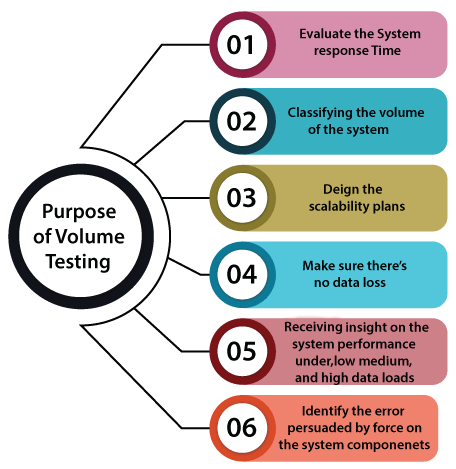 Purpose
of Volume
Testing
01
Evaluate the System
response Time
02
Classifying the volume
of the system
03
Deign the
scalability plans
04
Make sure there's
no data loss
05
Receiving insight on the
system performance
under,low medium,
and high data loads
06
Identify the error
persuaded by force on
the system componenets